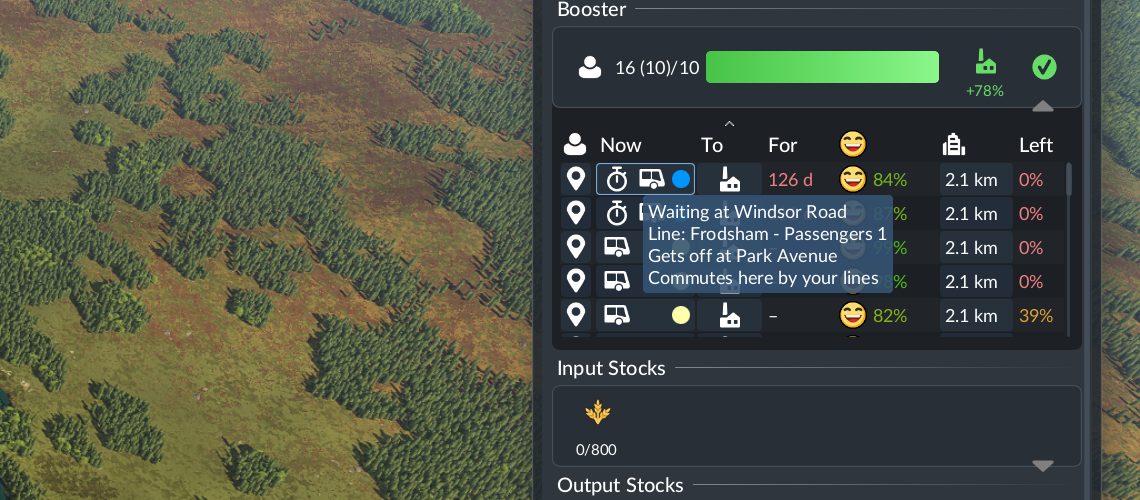 Booster
16 (10)/10
+78%
Now To For Left
126 d 84% 2.1 km 0%
Waiting at Windsor Road 2.1 km 0%
Line: Frodsham - Passengers 1
2.1 km 0%
Gets off at Park Avenue
Commutes here by your lines 2.1 km 0%
– 82% 2.1 km 39%
Input Stocks
0/800
Output Stocks